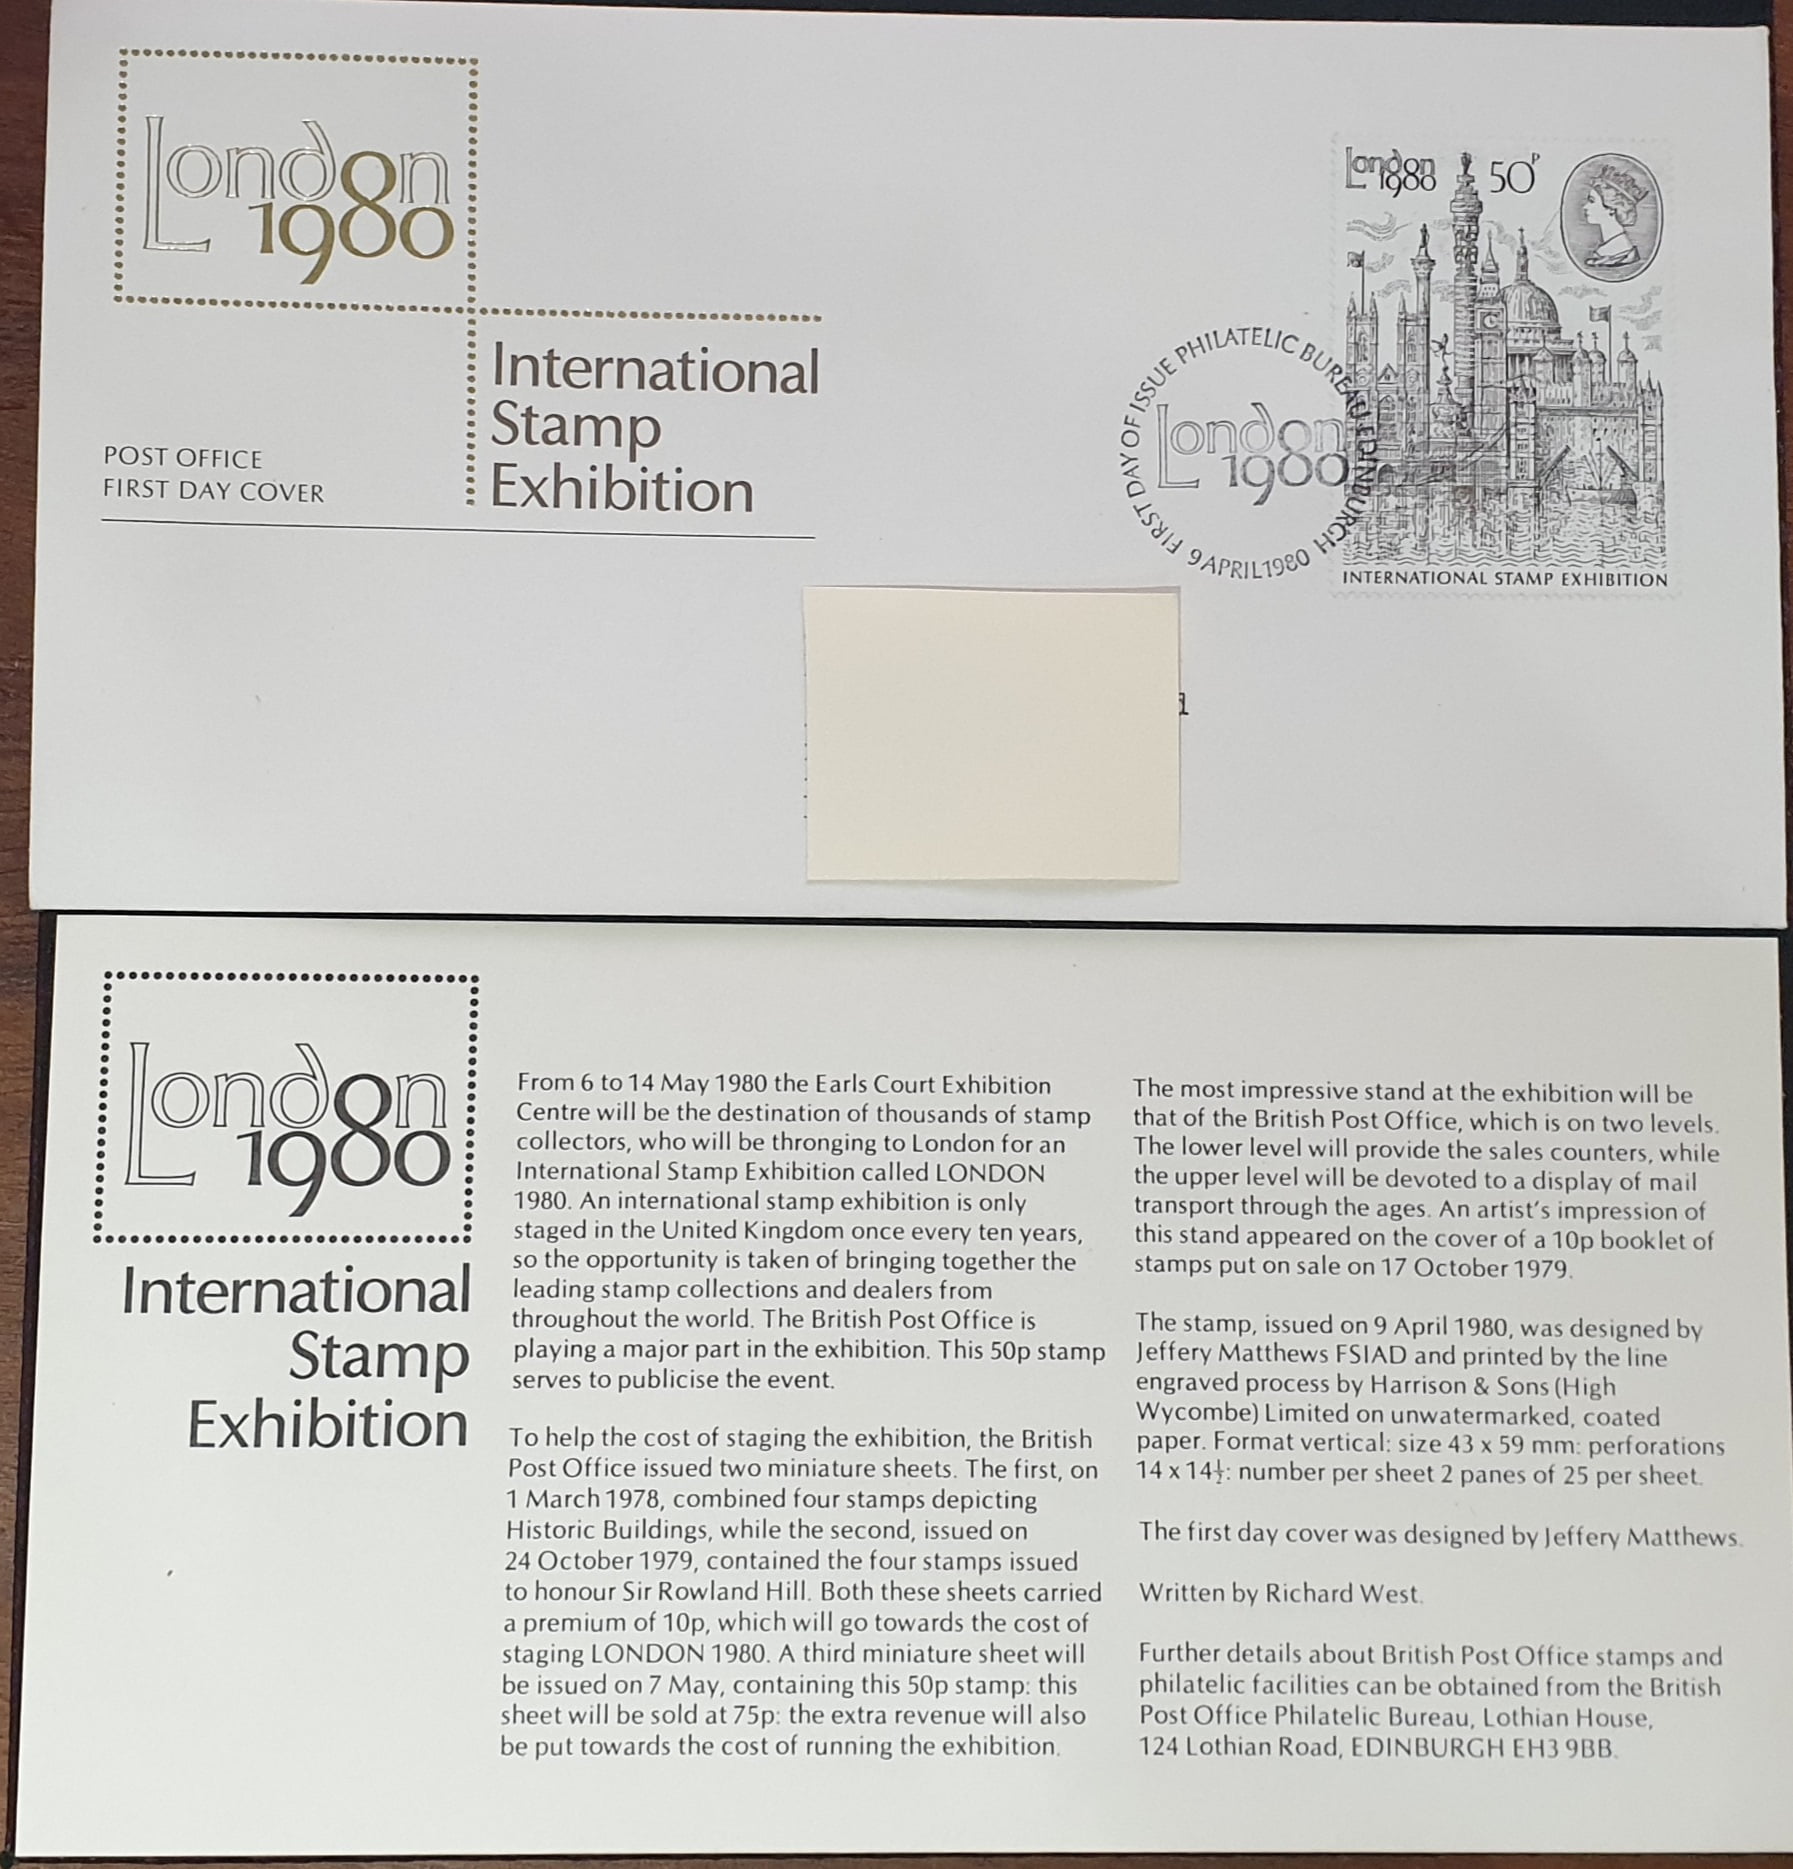 London
1980
International
Stamp
Exhibition
POST OFFICE
FIRST DAY COVER
London
1980
50P
FIRST DAY OF ISSUE PHILATELIC BUREAU EDINBURGH
9 APRIL 1980
London
1980
INTERNATIONAL STAMP EXHIBITION
London
1980
International
Stamp
Exhibition
From 6 to 14 May 1980 the Earls Court Exhibition
Centre will be the destination of thousands of stamp
collectors, who will be thronging to London for an
International Stamp Exhibition called LONDON
1980. An international stamp exhibition is only
staged in the United Kingdom once every ten years,
so the opportunity is taken of bringing together the
leading stamp collections and dealers from
throughout the world. The British Post Office is
playing a major part in the exhibition. This 50p stamp
serves to publicise the event.
To help the cost of staging the exhibition, the British
Post Office issued two miniature sheets. The first, on
1 March 1978, combined four stamps depicting
Historic Buildings, while the second, issued on
24 October 1979, contained the four stamps issued
to honour Sir Rowland Hill. Both these sheets carried
a premium of 10p, which will go towards the cost of
staging LONDON 1980. A third miniature sheet will
be issued on 7 May, containing this 50p stamp: this
sheet will be sold at 75p: the extra revenue will also
be put towards the cost of running the exhibition.
The most impressive stand at the exhibition will be
that of the British Post Office, which is on two levels.
The lower level will provide the sales counters, while
the upper level will be devoted to a display of mail
transport through the ages. An artist's impression of
this stand appeared on the cover of a 10p booklet of
stamps put on sale on 17 October 1979.
The stamp, issued on 9 April 1980, was designed by
Jeffery Matthews FSIAD and printed by the line
engraved process by Harrison & Sons (High
Wycombe) Limited on unwatermarked, coated
paper. Format vertical: size 43 x 59 mm: perforations
14 x 14½: number per sheet 2 panes of 25 per sheet.
The first day cover was designed by Jeffery Matthews.
Written by Richard West.
Further details about British Post Office stamps and
philatelic facilities can be obtained from the British
Post Office Philatelic Bureau, Lothian House,
124 Lothian Road, EDINBURGH EH3 9BB.